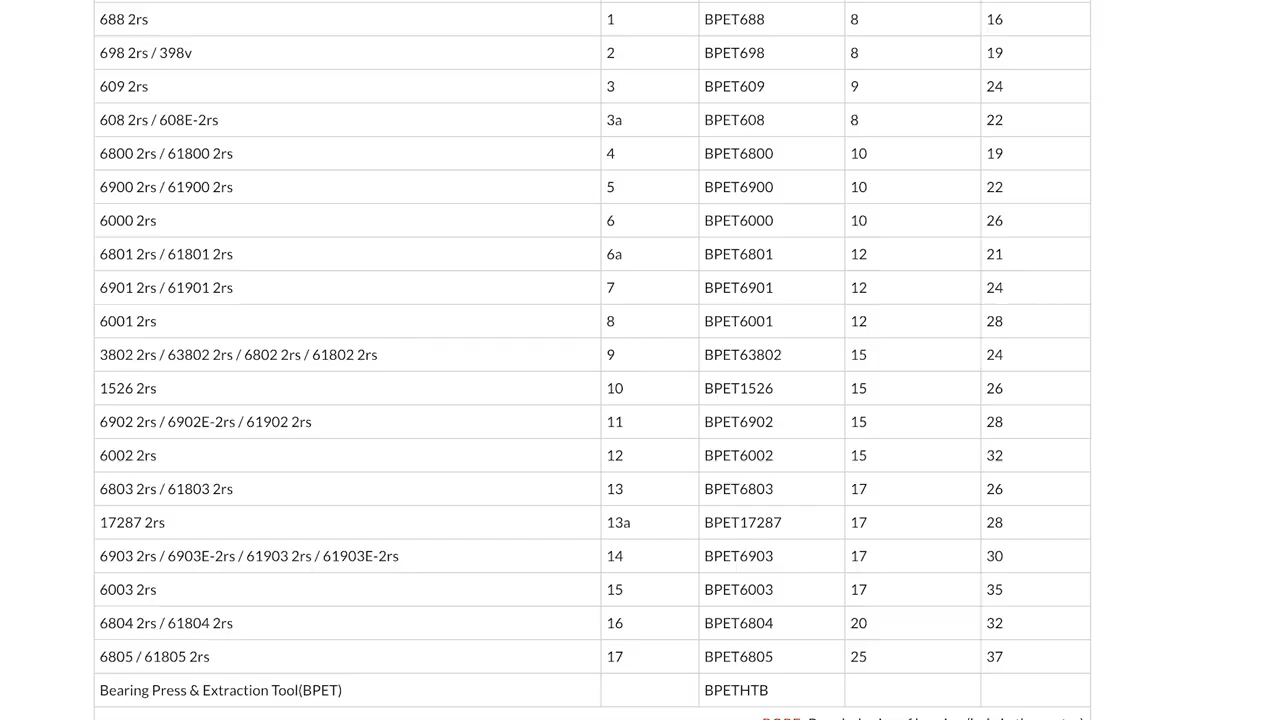 688 2rs 1 BPET688 8 16
698 2rs / 398v 2 BPET698 8 19
609 2rs 3 BPET609 9 24
608 2rs / 608E-2rs 3a BPET608 8 22
6800 2rs / 61800 2rs 4 BPET6800 10 19
6900 2rs / 61900 2rs 5 BPET6900 10 22
6000 2rs 6 BPET6000 10 26
6801 2rs / 61801 2rs 6a BPET6801 12 21
6901 2rs / 61901 2rs 7 BPET6901 12 24
6001 2rs 8 BPET6001 12 28
3802 2rs / 63802 2rs / 6802 2rs / 61802 2rs 9 BPET63802 15 24
1526 2rs 10 BPET1526 15 26
6902 2rs / 6902E-2rs / 61902 2rs 11 BPET6902 15 28
6002 2rs 12 BPET6002 15 32
6803 2rs / 61803 2rs 13 BPET6803 17 26
17287 2rs 13a BPET17287 17 28
6903 2rs / 6903E-2rs / 61903 2rs / 61903E-2rs 14 BPET6903 17 30
6003 2rs 15 BPET6003 17 35
6804 2rs / 61804 2rs 16 BPET6804 20 32
6805 / 61805 2rs 17 BPET6805 25 37
Bearing Press & Extraction Tool(BPET) BPETHTB